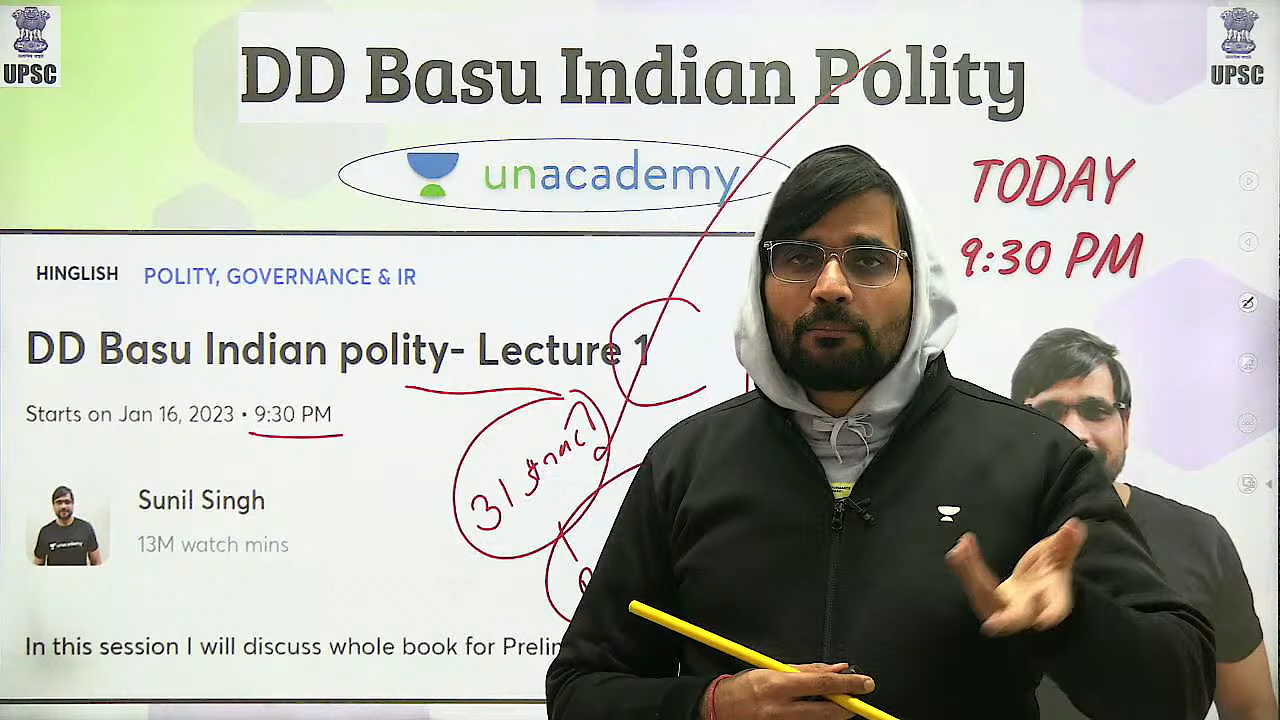 UPSC
UPSC
DD Basu Indian Polity
unacademy
TODAY
9:30 PM
HINGLISH POLITY, GOVERNANCE & IR
DD Basu Indian polity- Lecture 1
Starts on Jan 16, 2023 • 9:30 PM
Sunil Singh
13M watch mins
31
In this session I will discuss whole book for